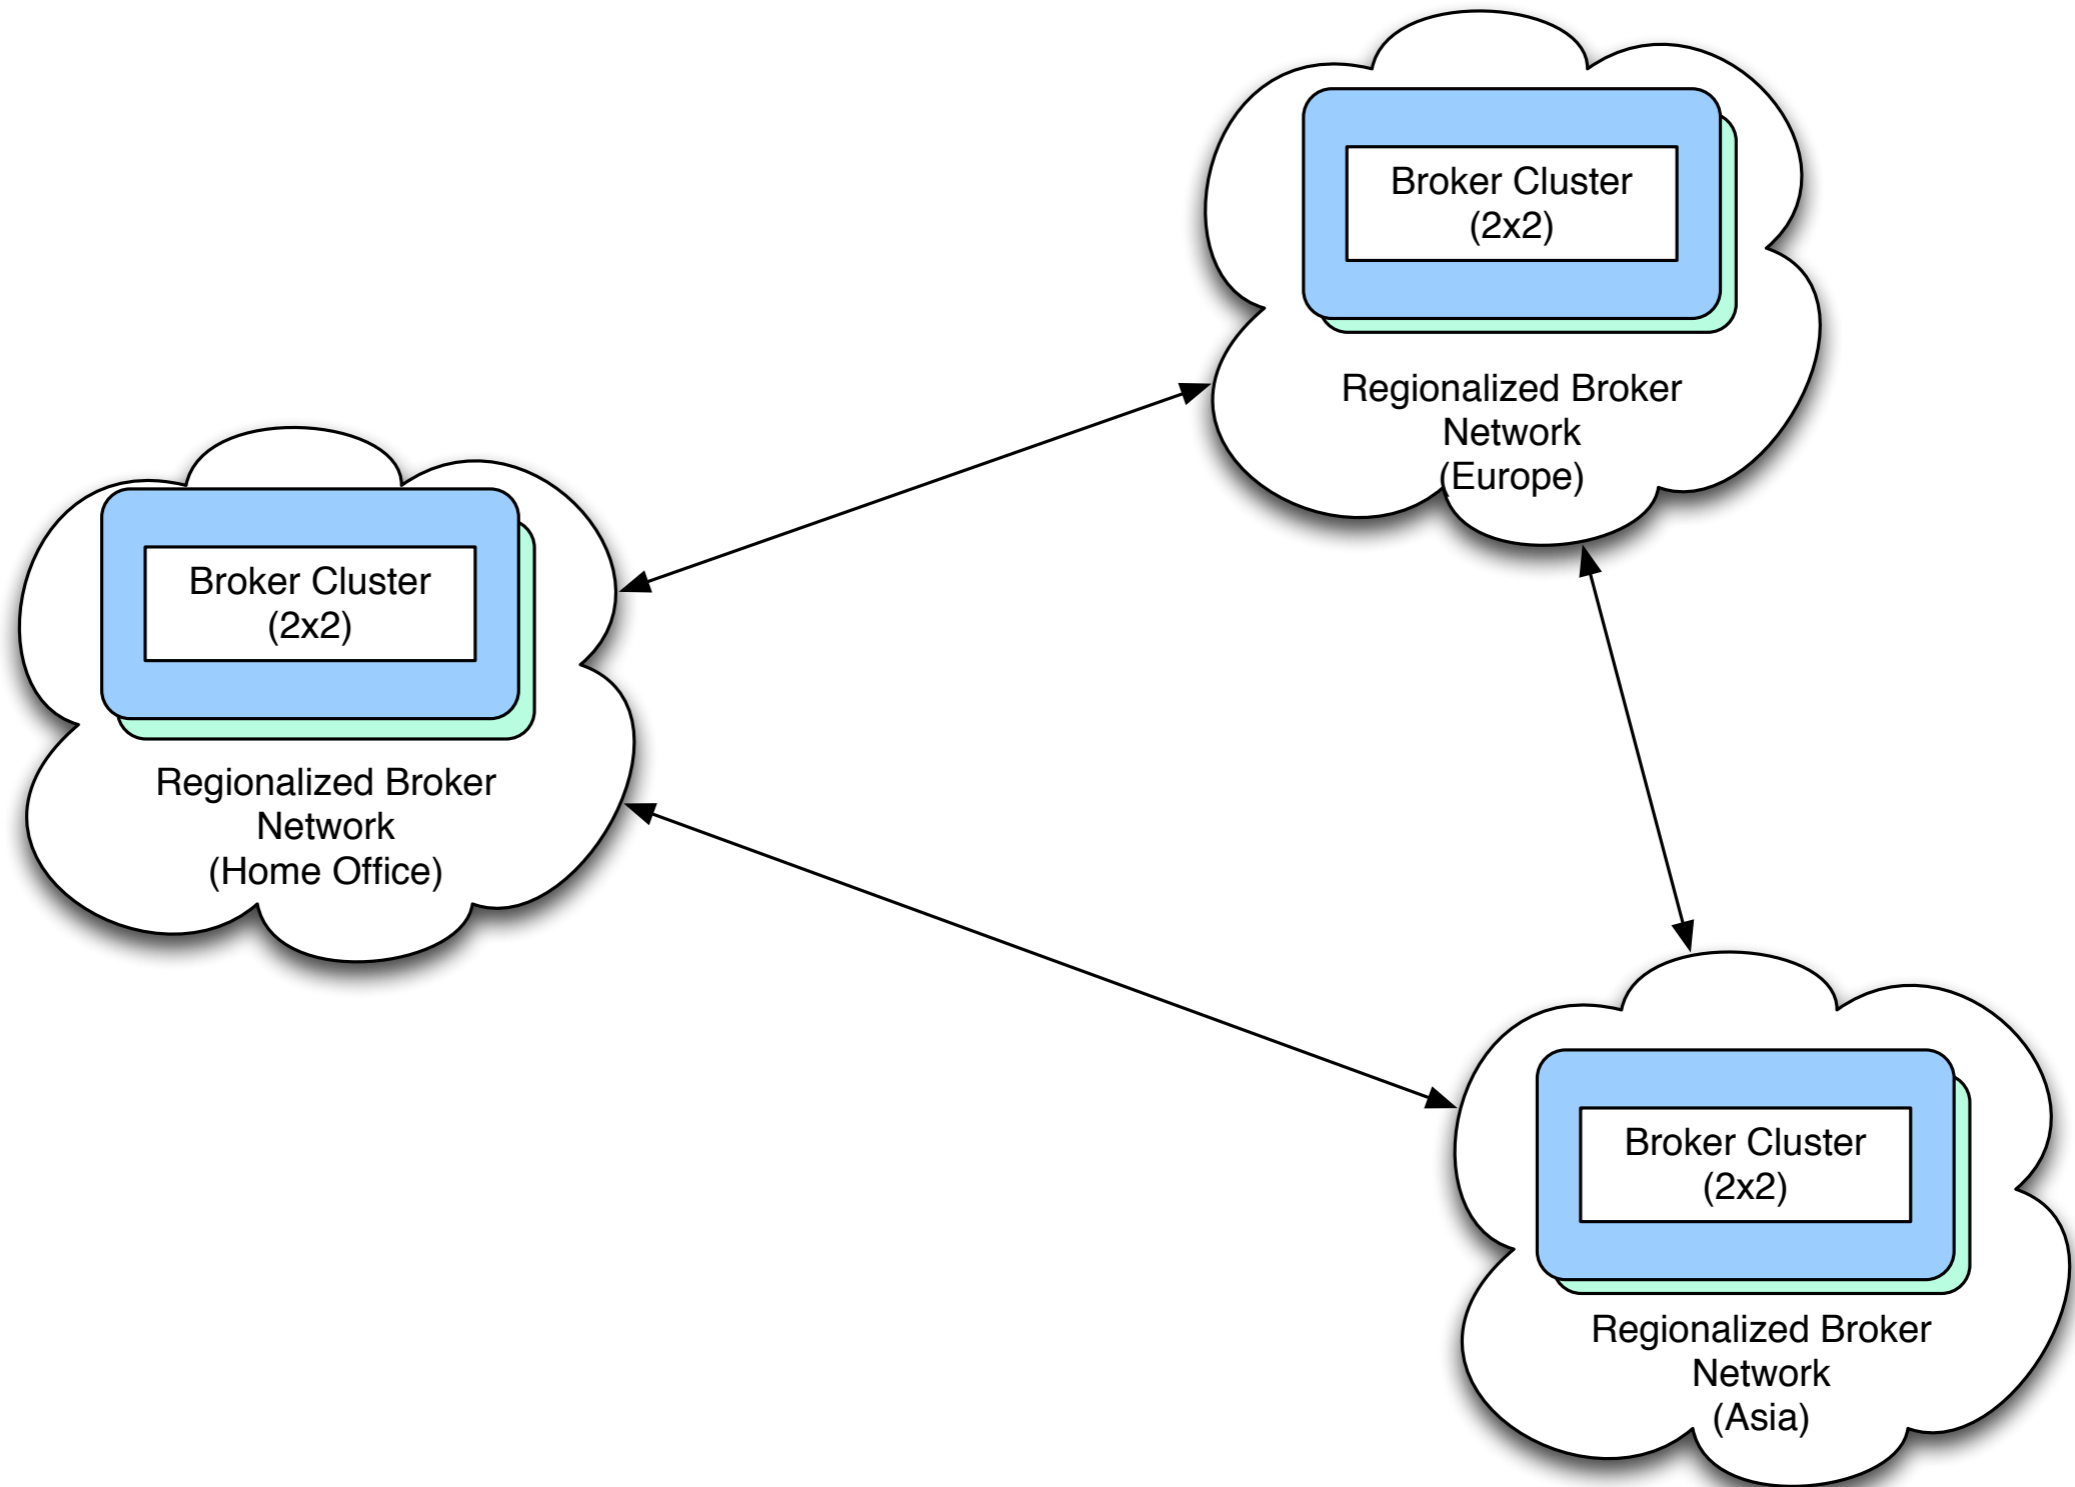 Broker Cluster
(2x2)
Regionalized Broker
Network
(Europe)
Broker Cluster
(2x2)
Regionalized Broker
Network
(Home Office)
Broker Cluster
(2x2)
Regionalized Broker
Network
(Asia)